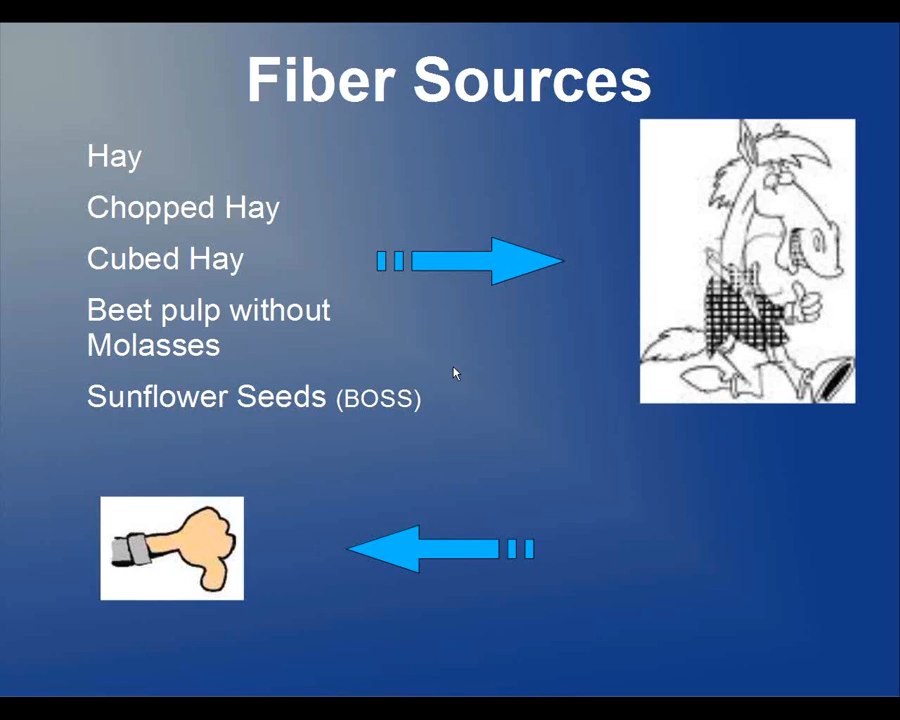 Fiber Sources
Hay
Chopped Hay
Cubed Hay
Beet pulp without
Molasses
Sunflower Seeds (BOSS)